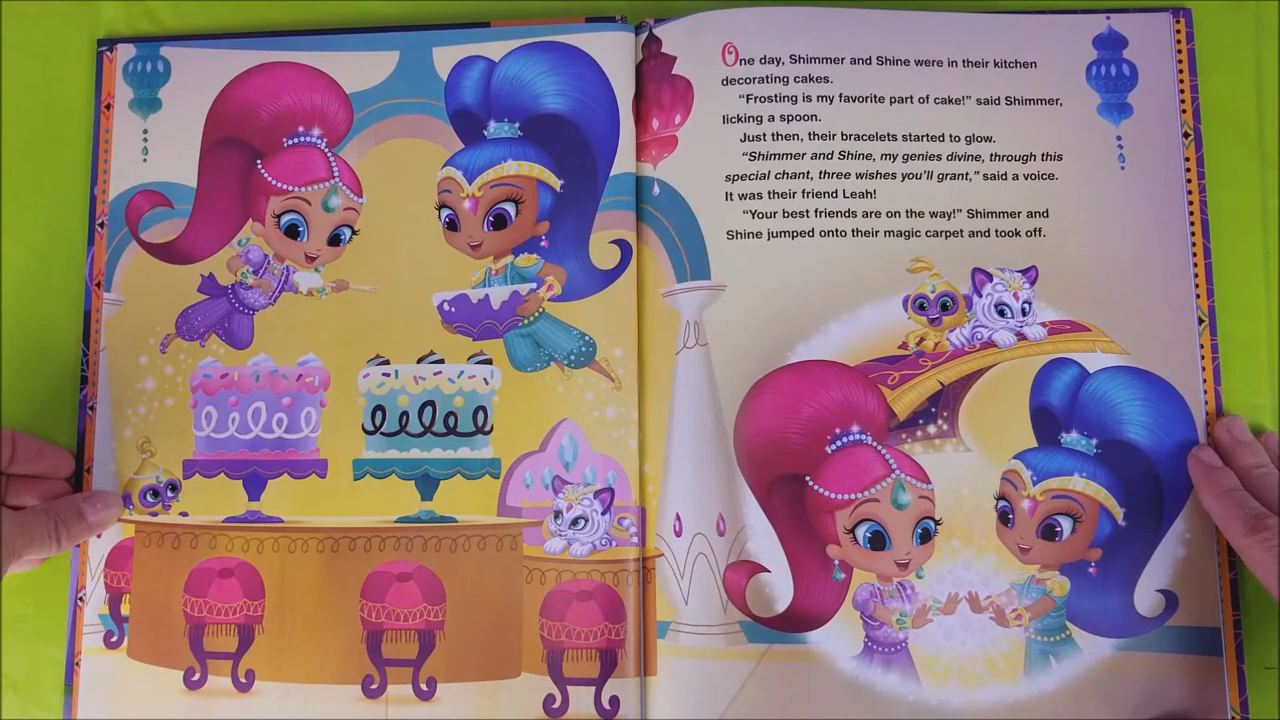 One day, Shimmer and Shine were in their kitchen
decorating cakes.
“Frosting is my favorite part of cake!” said Shimmer,
licking a spoon.
Just then, their bracelets started to glow.
“Shimmer and Shine, my genies divine, through this
special chant, three wishes you’ll grant,” said a voice.
It was their friend Leah!
“Your best friends are on the way!” Shimmer and
Shine jumped onto their magic carpet and took off.